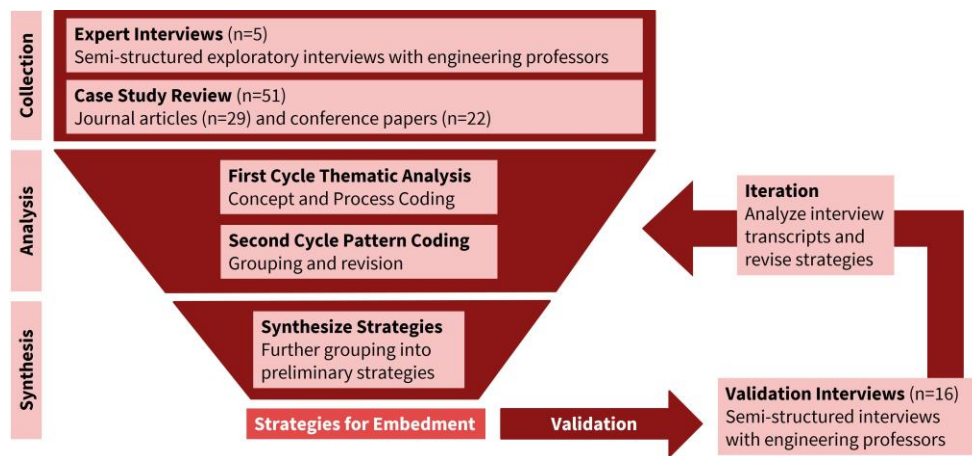 Collection
Expert Interviews (n=5)
Semi-structured exploratory interviews with engineering professors
Case Study Review (n=51)
Journal articles (n=29) and conference papers (n=22)
Analysis
First Cycle Thematic Analysis
Concept and Process Coding
Second Cycle Pattern Coding
Grouping and revision
Iteration
Analyze interview
transcripts and
revise strategies
Synthesis
Synthesize Strategies
Further grouping into
preliminary strategies
Strategies for Embedment
Validation
Validation Interviews (n=16)
Semi-structured interviews
with engineering professors